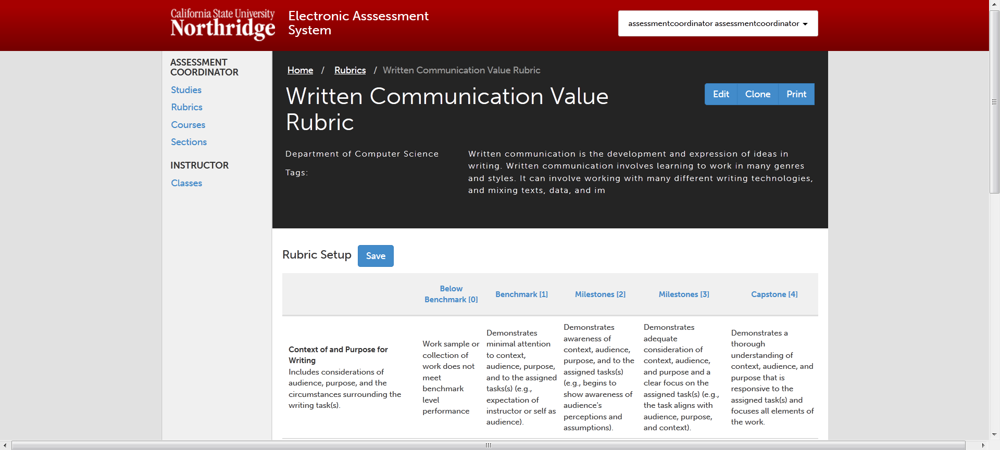 California State University
Northridge
Electronic Asssessment
System
assessmentcoordinator assessmentcoordinator
ASSESSMENT
COORDINATOR
Studies
Rubrics
Courses
Sections
INSTRUCTOR
Classes
Home / Rubrics / Written Communication Value Rubric
Written Communication Value
Rubric
Edit Clone Print
Department of Computer Science
Tags:
Written communication is the development and expression of ideas in
writing. Written communication involves learning to work in many genres
and styles. It can involve working with many different writing technologies,
and mixing texts, data, and im
Rubric Setup Save
Below
Benchmark [0]
Benchmark [1]
Milestones [2]
Milestones [3]
Capstone [4]
Context of and Purpose for
Writing
Includes considerations of
audience, purpose, and the
circumstances surrounding the
writing task(s).
Work sample or
collection of
work does not
meet
benchmark
level
performance
Demonstrates
minimal attention
to context,
audience, purpose,
and to the assigned
tasks(s) (e.g.,
expectation of
instructor or self as
audience).
Demonstrates
awareness of
context, audience,
purpose, and to the
assigned tasks(s)
(e.g., begins to
show awareness of
audience's
perceptions and
assumptions).
Demonstrates
adequate
consideration of
context, audience,
and purpose and a
clear focus on the
assigned task(s) (e.g.,
the task aligns with
audience, purpose,
and context).
Demonstrates a
thorough
understanding of
context, audience, and
purpose that is
responsive to the
assigned task(s) and
focuses all elements of
the work.